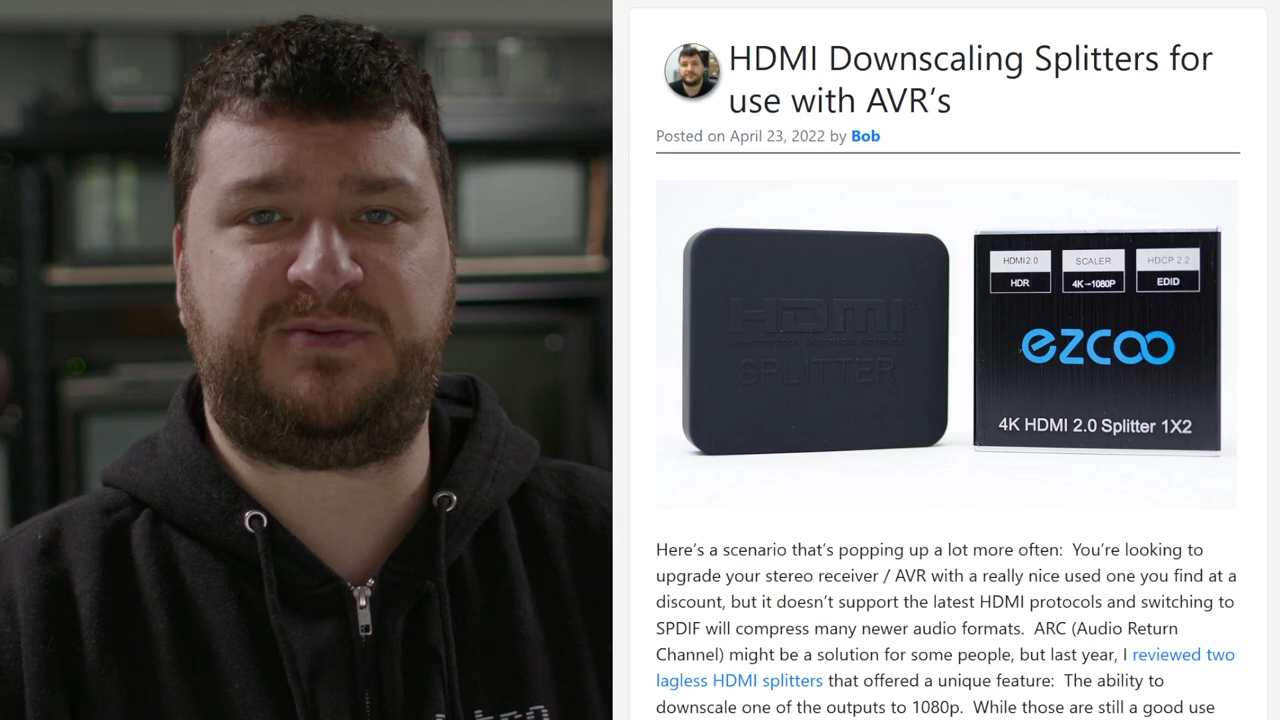 HDMI Downscaling Splitters for
use with AVR’s
Posted on April 23, 2022 by Bob
HDMI
SPLITTER
HDMI2.0
HDR
SCALER
4K→1080P
HDCP 2.2
EDID
ezcoo
4K HDMI 2.0 Splitter 1X2
Here’s a scenario that’s popping up a lot more often:  You’re looking to
upgrade your stereo receiver / AVR with a really nice used one you find at a
discount, but it doesn’t support the latest HDMI protocols and switching to
SPDIF will compress many newer audio formats.  ARC (Audio Return
Channel) might be a solution for some people, but last year, I reviewed two
lagless HDMI splitters that offered a unique feature:  The ability to
downscale one of the outputs to 1080p.  While those are still a good use